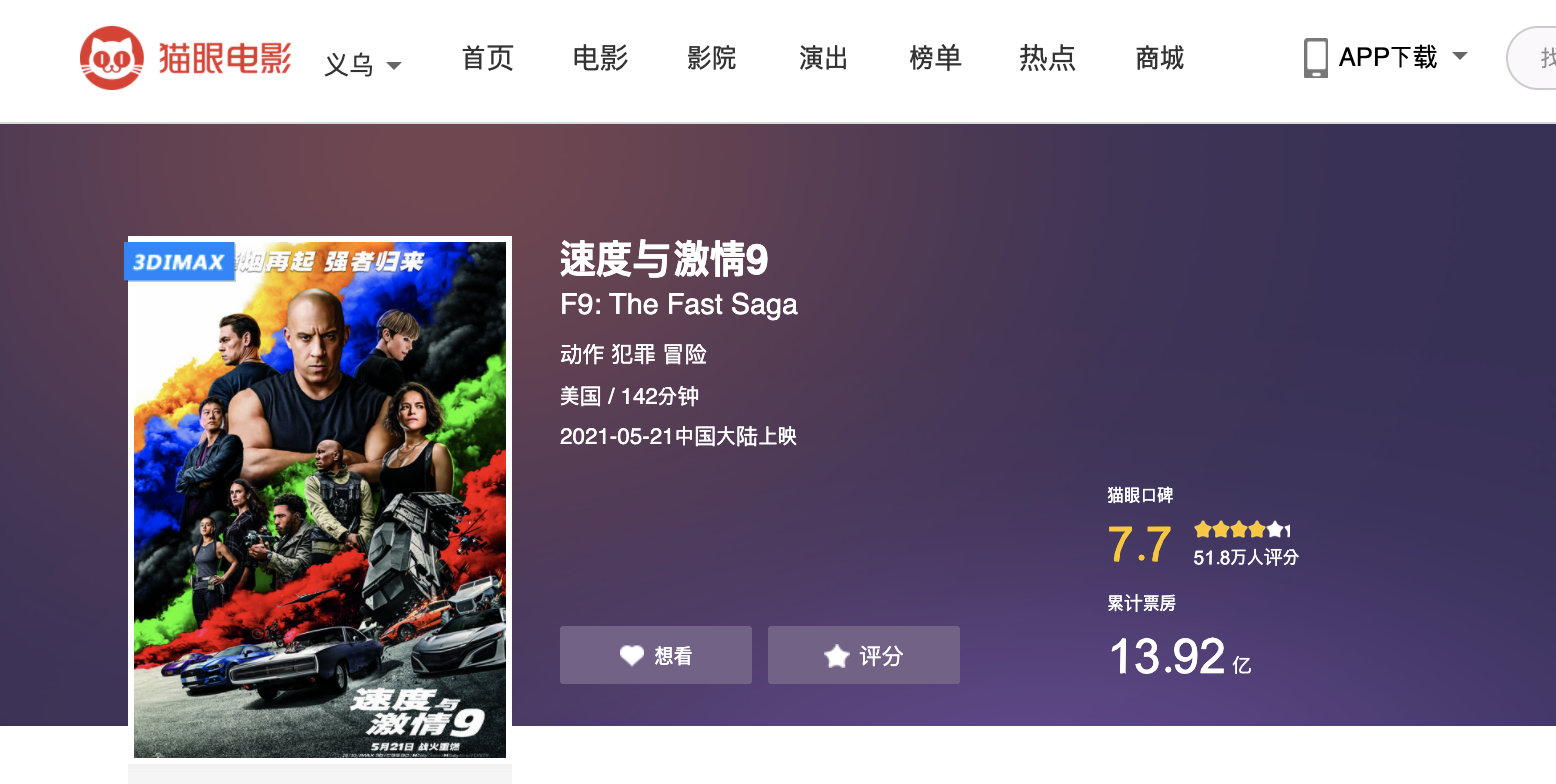 猫眼电影
义乌
首页
电影
影院
演出
榜单
热点
商城
APP下载
找
3DIMAX
烟再起 强者归来
速度与激情9
F9: The Fast Saga
动作 犯罪 冒险
美国 / 142分钟
2021-05-21中国大陆上映
猫眼口碑
7.7
51.8万人评分
累计票房
13.92亿
想看
评分
速度与
激情9
5月21日 战火重燃